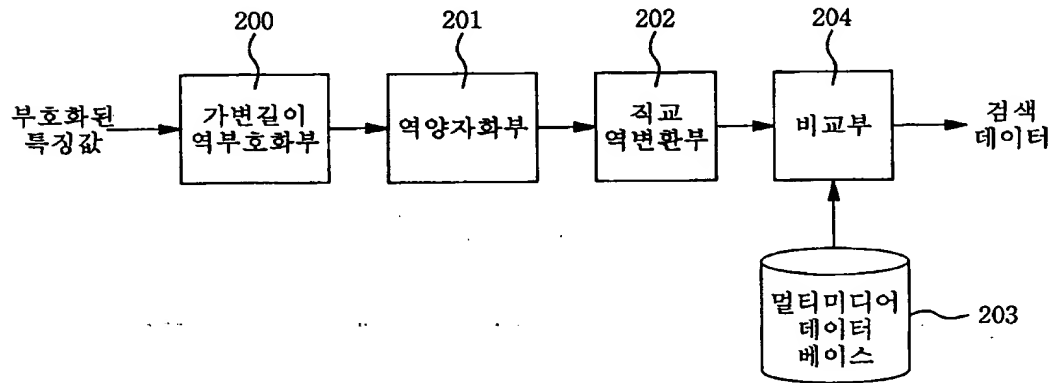 200
201
202
204
부호화된
특징값
가변길이
역부호화부
역양자화부
직교
역변환부
비교부
검색
데이터
멀티미디어
데이터
베이스
203